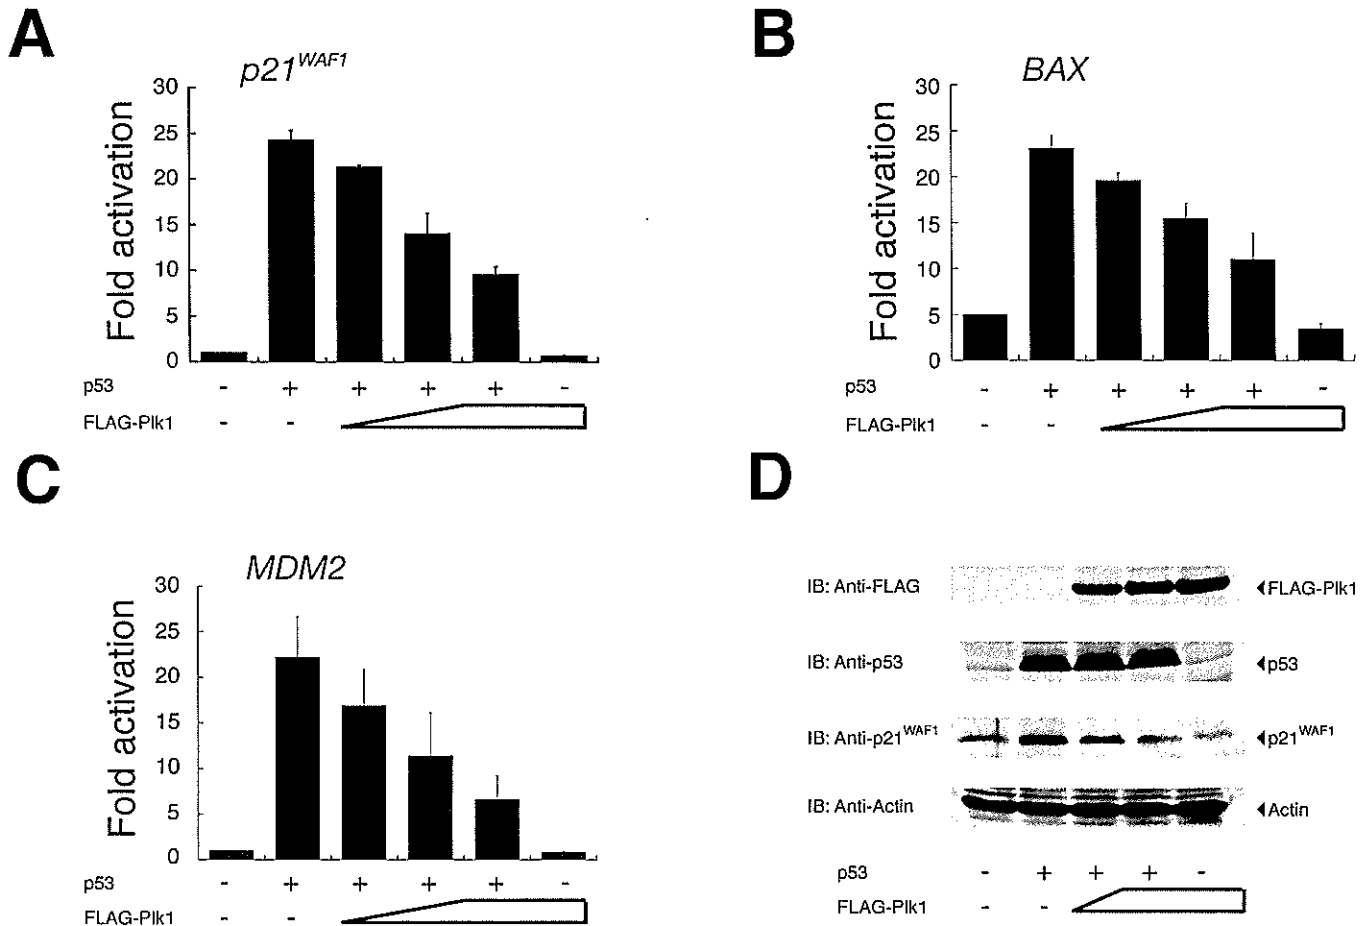 A
p21WAF1
Fold activation
30
25
20
15
10
5
0
p53 - + + + + -
FLAG-Plk1 - -
B
BAX
Fold activation
30
25
20
15
10
5
0
p53 - + + + + -
FLAG-Plk1 - -
C
MDM2
Fold activation
30
25
20
15
10
5
0
p53 - + + + + -
FLAG-Plk1 - -
D
IB: Anti-FLAG FLAG-Plk1
IB: Anti-p53 p53
IB: Anti-p21WAF1 p21WAF1
IB: Anti-Actin Actin
p53 - + + + -
FLAG-Plk1 - -